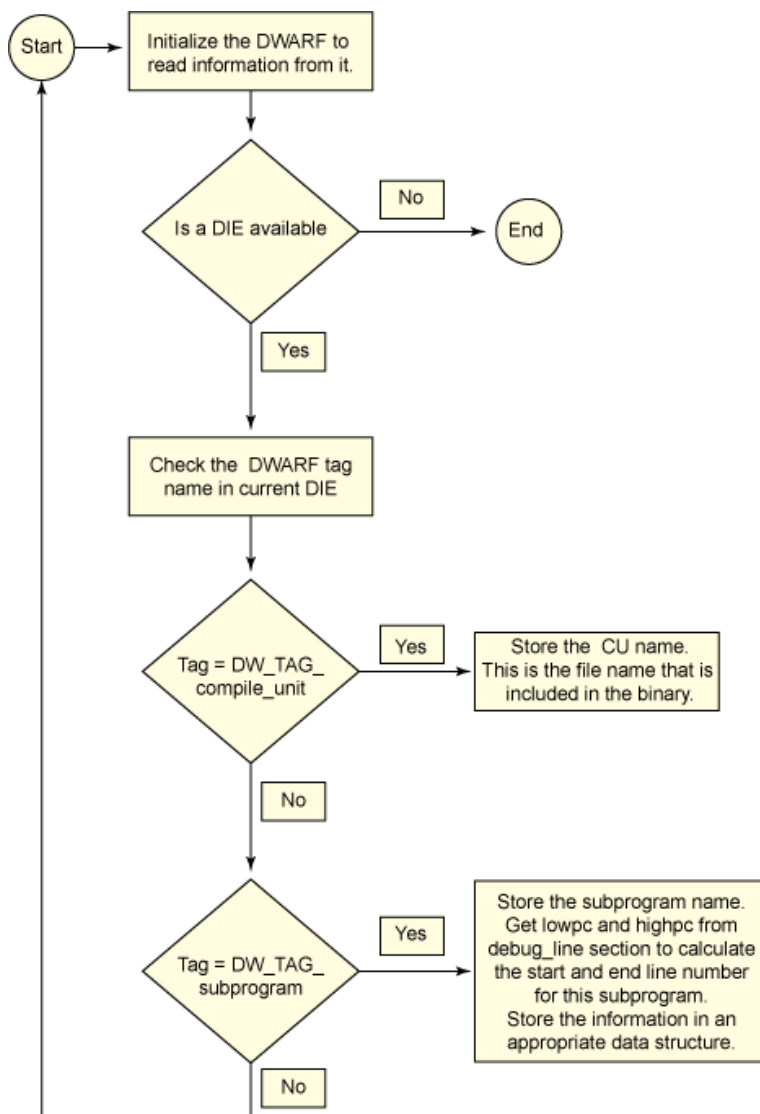 Start
Initialize the DWARF to
read information from it.
Is a DIE available
No
End
Yes
Check the DWARF tag
name in current DIE
Tag = DW_TAG_
compile_unit
Yes
Store the CU name.
This is the file name that is
included in the binary.
No
Tag = DW_TAG_
subprogram
Yes
Store the subprogram name.
Get lowpc and highpc from
debug_line section to calculate
the start and end line number
for this subprogram.
Store the information in an
appropriate data structure.
No